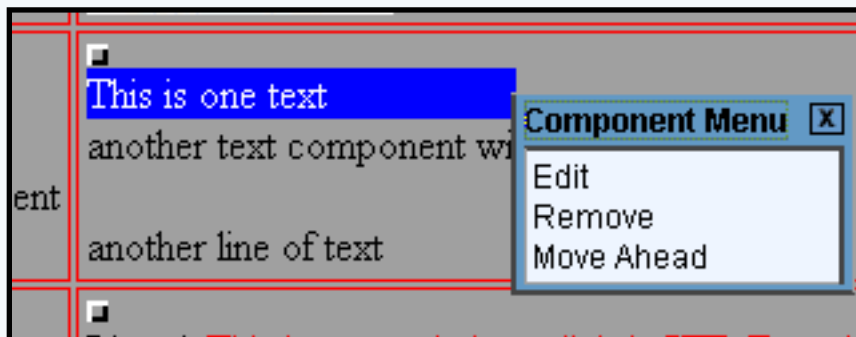 This is one text
another text component wi
ent
another line of text
Component Menu X
Edit
Remove
Move Ahead